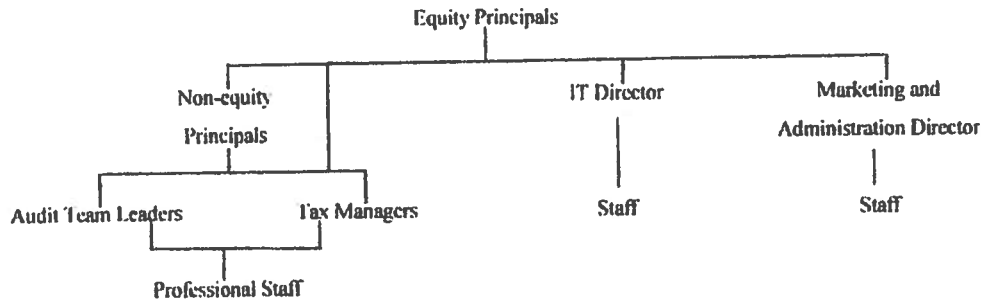 Equity Principals
Non-equity
Principals
IT Director
Marketing and
Administration Director
Audit Team Leaders
Tax Managers
Staff
Staff
Professional Staff